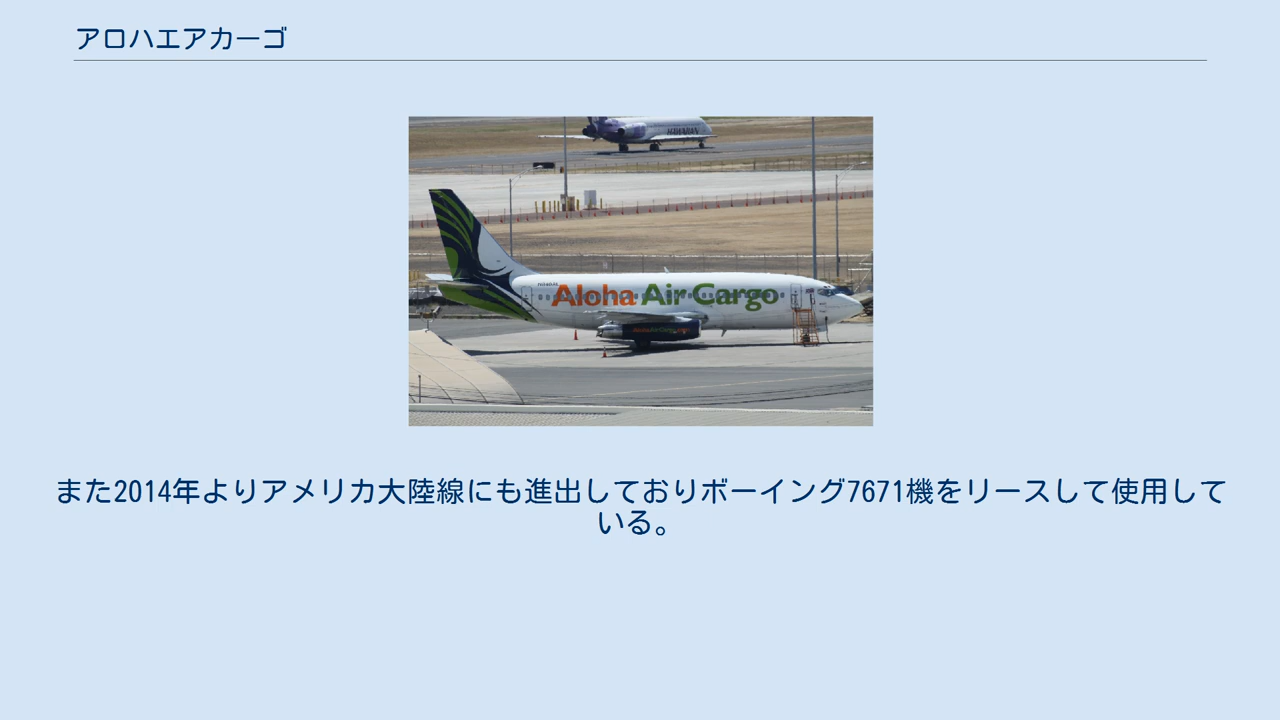 アロハエアカーゴ
HAWAIIAN
Aloha Air Cargo
また2014年よりアメリカ大陸線にも進出しておりボーイング7671機をリースして使用して
いる。